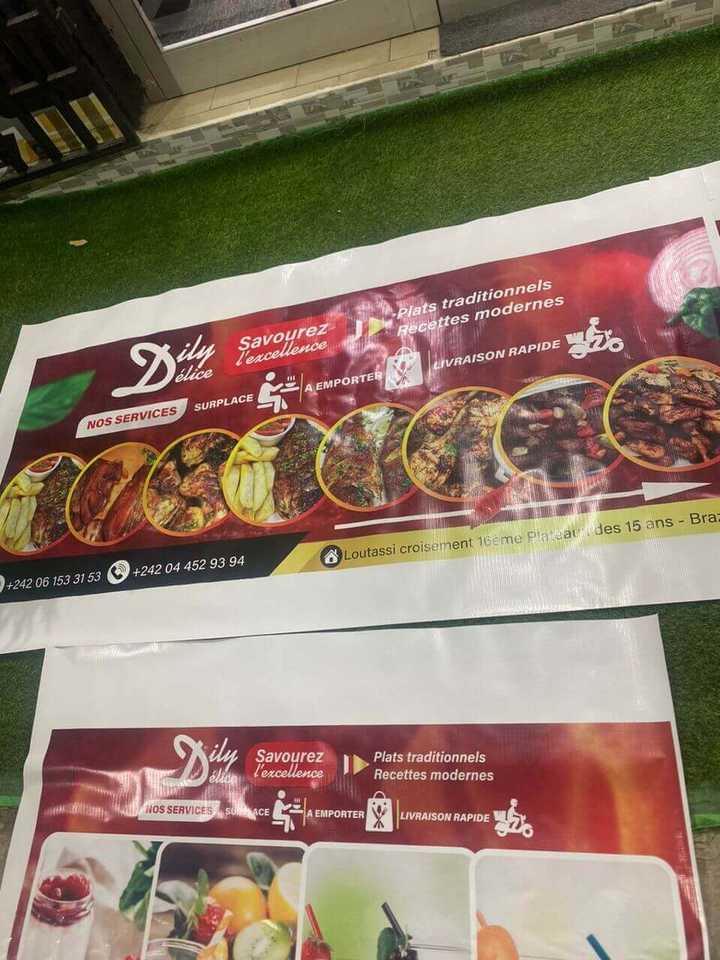 Dily
Délice
Savourez
l'excellence
Plats traditionnels
Recettes modernes
NOS SERVICES
SURPLACE
A EMPORTER
LIVRAISON RAPIDE
+242 06 153 31 53
+242 04 452 93 94
Loutassi croisement 16ème Plateau des 15 ans - Braz
Dily
Délice
Savourez
l'excellence
Plats traditionnels
Recettes modernes
NOS SERVICES
SURPLACE
A EMPORTER
LIVRAISON RAPIDE